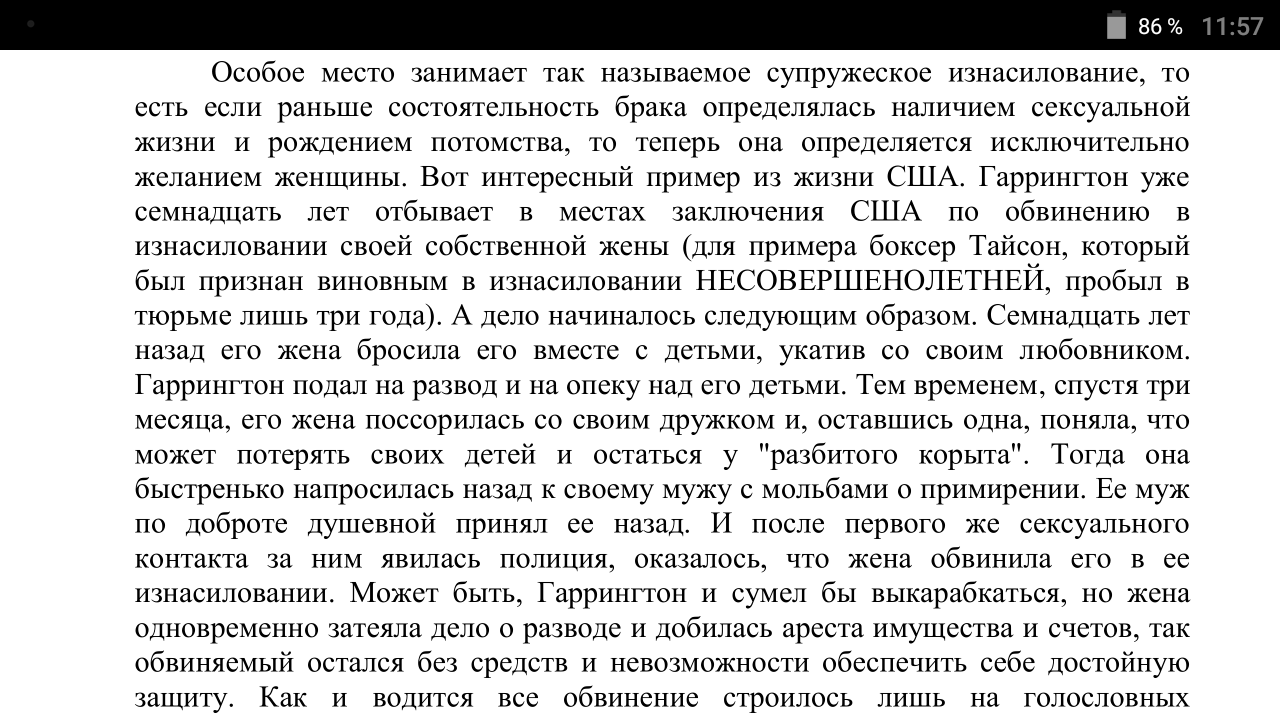 86 % 11:57
Особое место занимает так называемое супружеское изнасилование, то
есть если раньше состоятельность брака определялась наличием сексуальной
жизни и рождением потомства, то теперь она определяется исключительно
желанием женщины. Вот интересный пример из жизни США. Гаррингтон уже
семнадцать лет отбывает в местах заключения США по обвинению в
изнасиловании своей собственной жены (для примера боксер Тайсон, который
был признан виновным в изнасиловании НЕСОВЕРШЕНОЛЕТНЕЙ, пробыл в
тюрьме лишь три года). А дело начиналось следующим образом. Семнадцать лет
назад его жена бросила его вместе с детьми, укатив со своим любовником.
Гаррингтон подал на развод и на опеку над его детьми. Тем временем, спустя три
месяца, его жена поссорилась со своим дружком и, оставшись одна, поняла, что
может потерять своих детей и остаться у "разбитого корыта". Тогда она
быстренько напросилась назад к своему мужу с мольбами о примирении. Ее муж
по доброте душевной принял ее назад. И после первого же сексуального
контакта за ним явилась полиция, оказалось, что жена обвинила его в ее
изнасиловании. Может быть, Гаррингтон и сумел бы выкарабкаться, но жена
одновременно затеяла дело о разводе и добилась ареста имущества и счетов, так
обвиняемый остался без средств и невозможности обеспечить себе достойную
защиту. Как и водится все обвинение строилось лишь на голословных